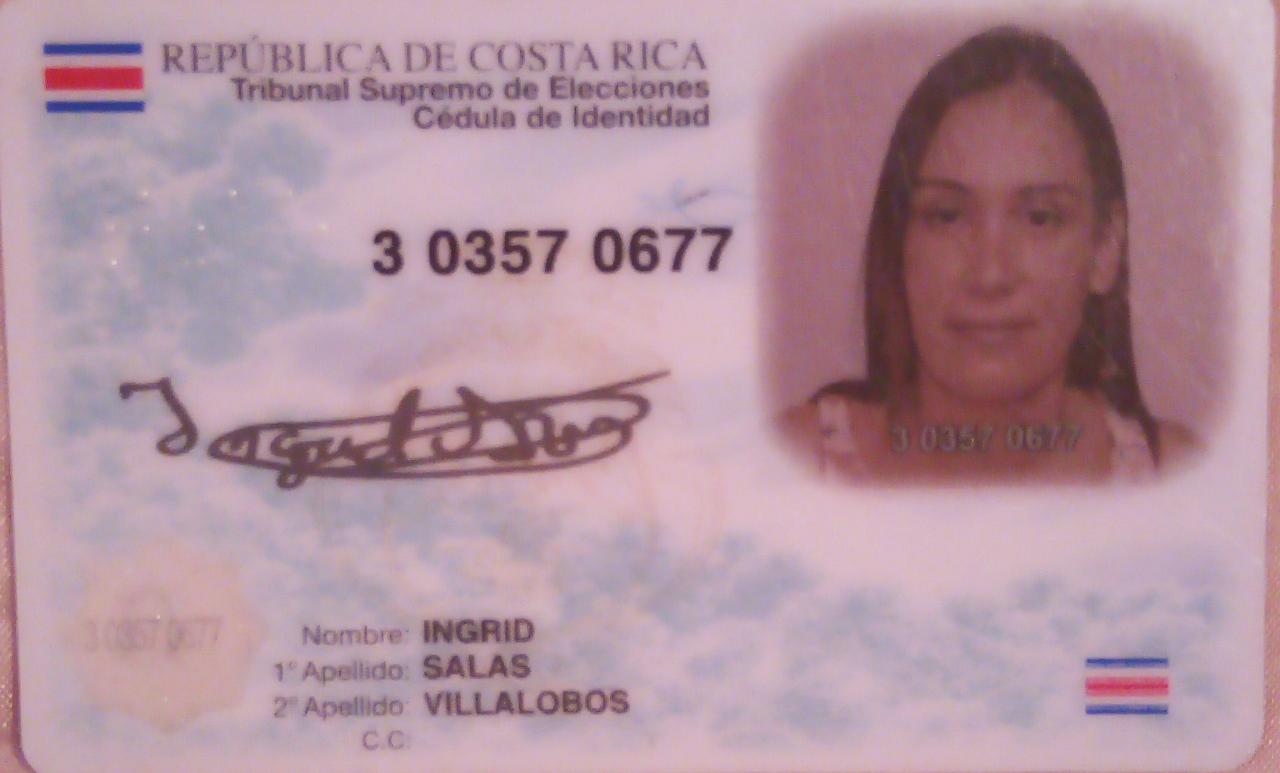 REPÚBLICA DE COSTA RICA
Tribunal Supremo de Elecciones
Cédula de Identidad
3 0357 0677
3 0357 0677
3 0357 0677
Nombre: INGRID
1° Apellido: SALAS
2° Apellido: VILLALOBOS
C.C: